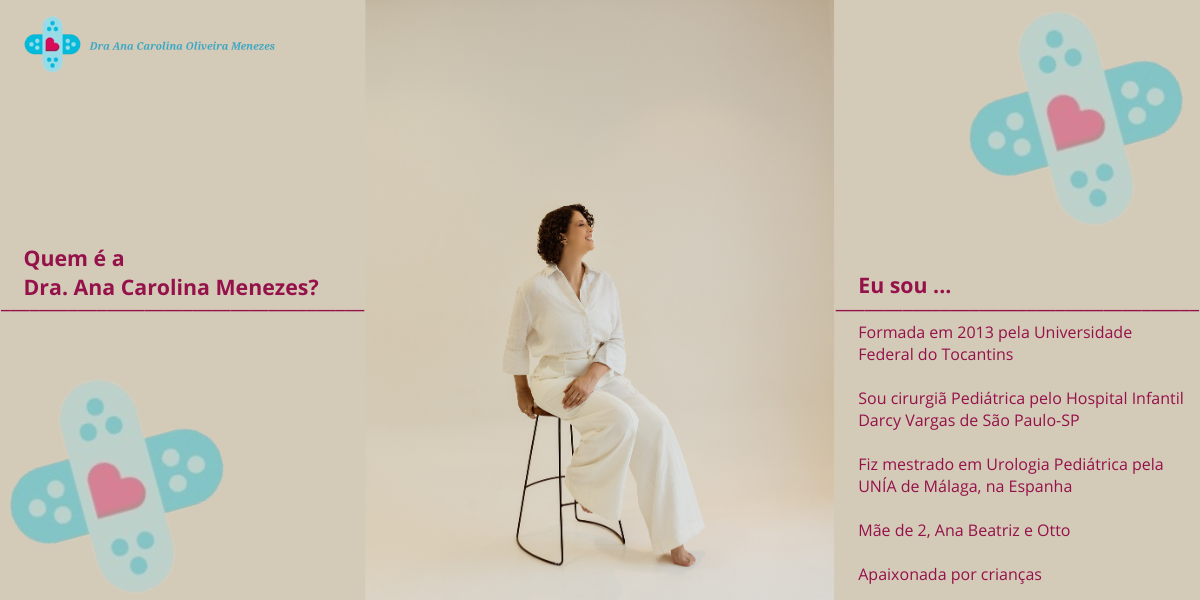 Dra Ana Carolina Oliveira Menezes
Quem é a
Dra. Ana Carolina Menezes?
Eu sou ...
Formada em 2013 pela Universidade
Federal do Tocantins
Sou cirurgiã Pediátrica pelo Hospital Infantil
Darcy Vargas de São Paulo-SP
Fiz mestrado em Urologia Pediátrica pela
UNÍA de Málaga, na Espanha
Mãe de 2, Ana Beatriz e Otto
Apaixonada por crianças